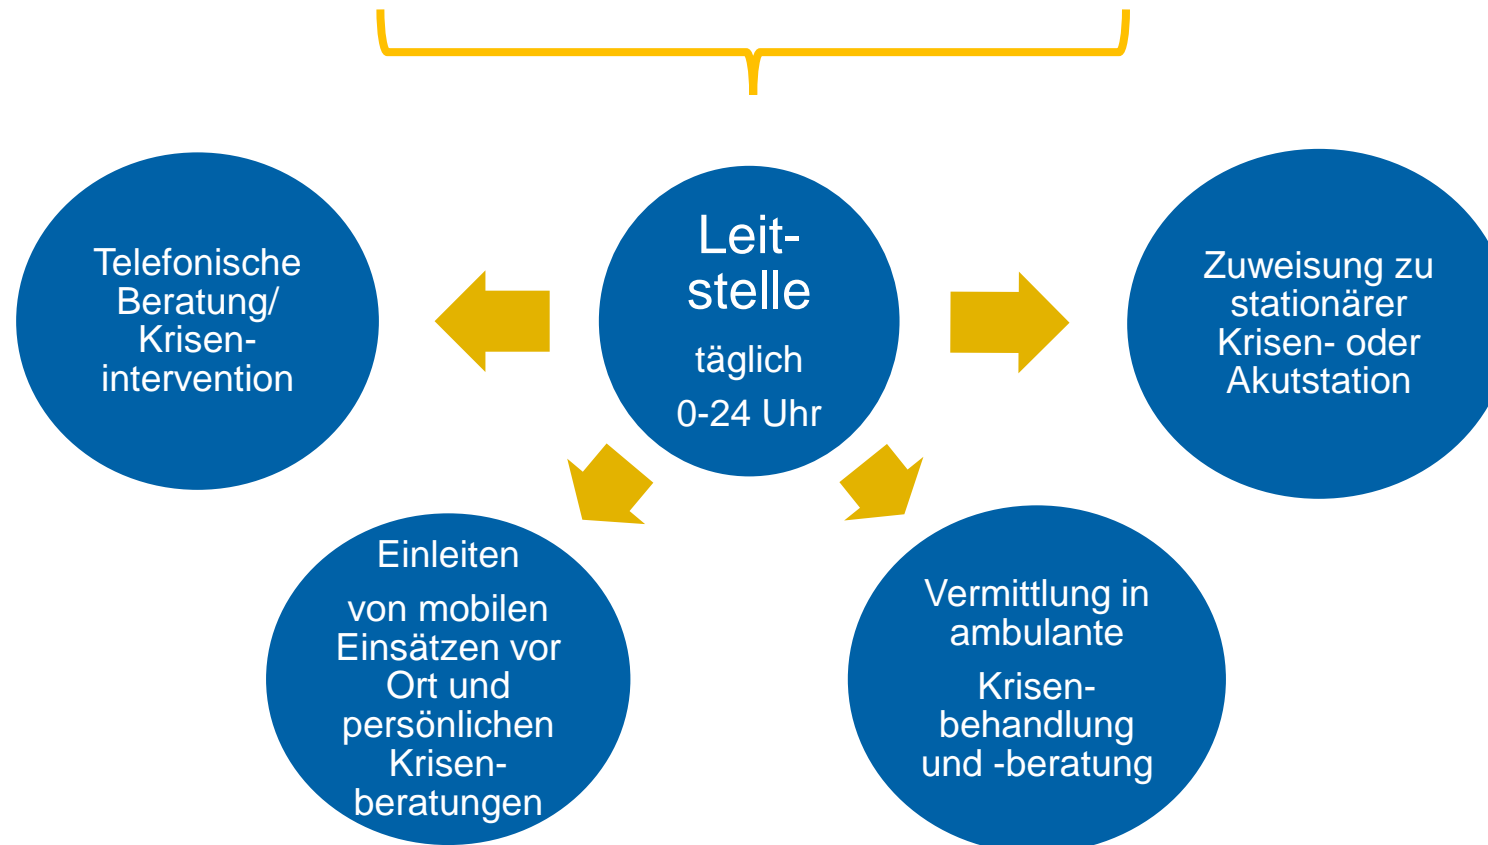 Leit-
stelle
täglich
0-24 Uhr
Telefonische
Beratung/
Krisen-
intervention
Zuweisung zu
stationärer
Krisen- oder
Akutstation
Einleiten
von mobilen
Einsätzen vor
Ort und
persönlichen
Krisen-
beratungen
Vermittlung in
ambulante
Krisen-
behandlung
und -beratung